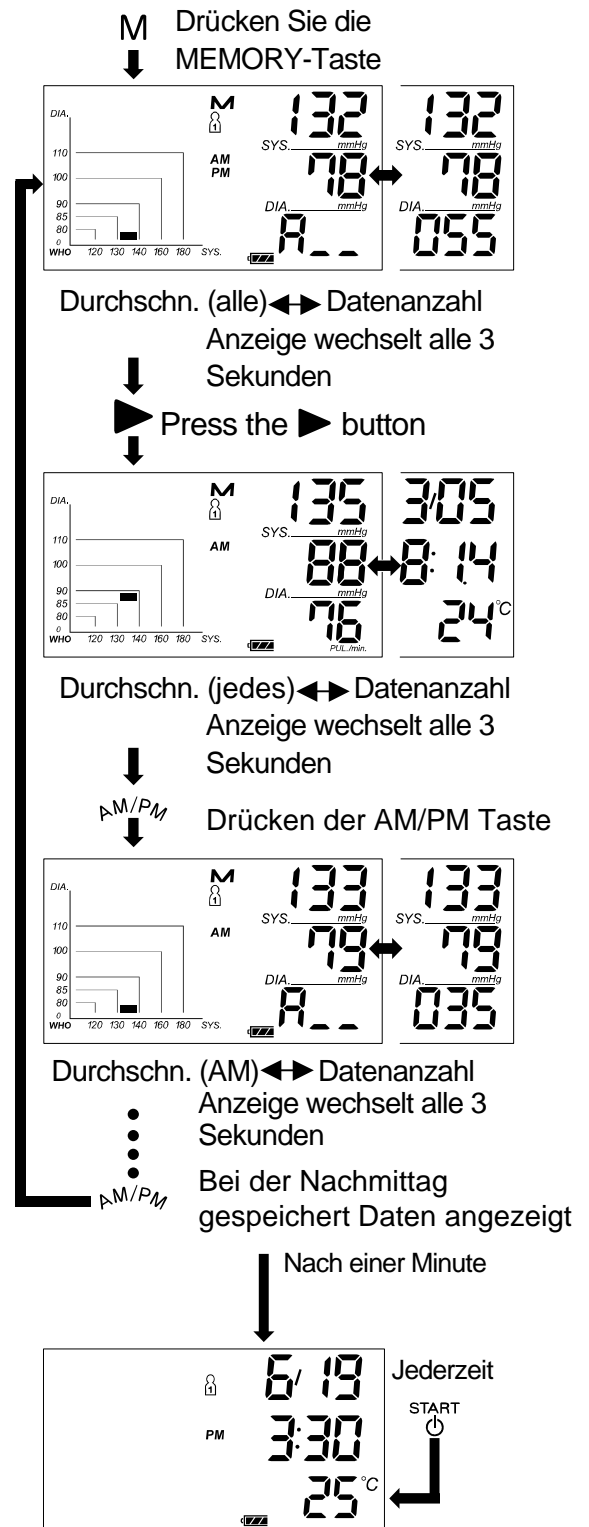 M Drücken Sie die
MEMORY-Taste
DIA.
110
100
90
85
80
0
WHO 120 130 140 160 180 SYS.
M
1
AM
PM
132
SYS. mmHg
78
DIA. mmHg
A__
132
SYS. mmHg
78
DIA. mmHg
055
Durchschn. (alle) Datenanzahl
Anzeige wechselt alle 3
Sekunden
Press the button
DIA.
110
100
90
85
80
0
WHO 120 130 140 160 180 SYS.
M
1
AM
135
SYS. mmHg
88
DIA. mmHg
76
PUL./min.
3/05
8:14
24°C
Durchschn. (jedes) Datenanzahl
Anzeige wechselt alle 3
Sekunden
AM/PM Drücken der AM/PM Taste
DIA.
110
100
90
85
80
0
WHO 120 130 140 160 180 SYS.
M
1
AM
133
SYS. mmHg
79
DIA. mmHg
A__
133
SYS. mmHg
79
DIA. mmHg
035
Durchschn. (AM) Datenanzahl
Anzeige wechselt alle 3
Sekunden
AM/PM
Bei der Nachmittag
gespeichert Daten angezeigt
Nach einer Minute
1
PM
6/19
3:30
25°C
Jederzeit
START